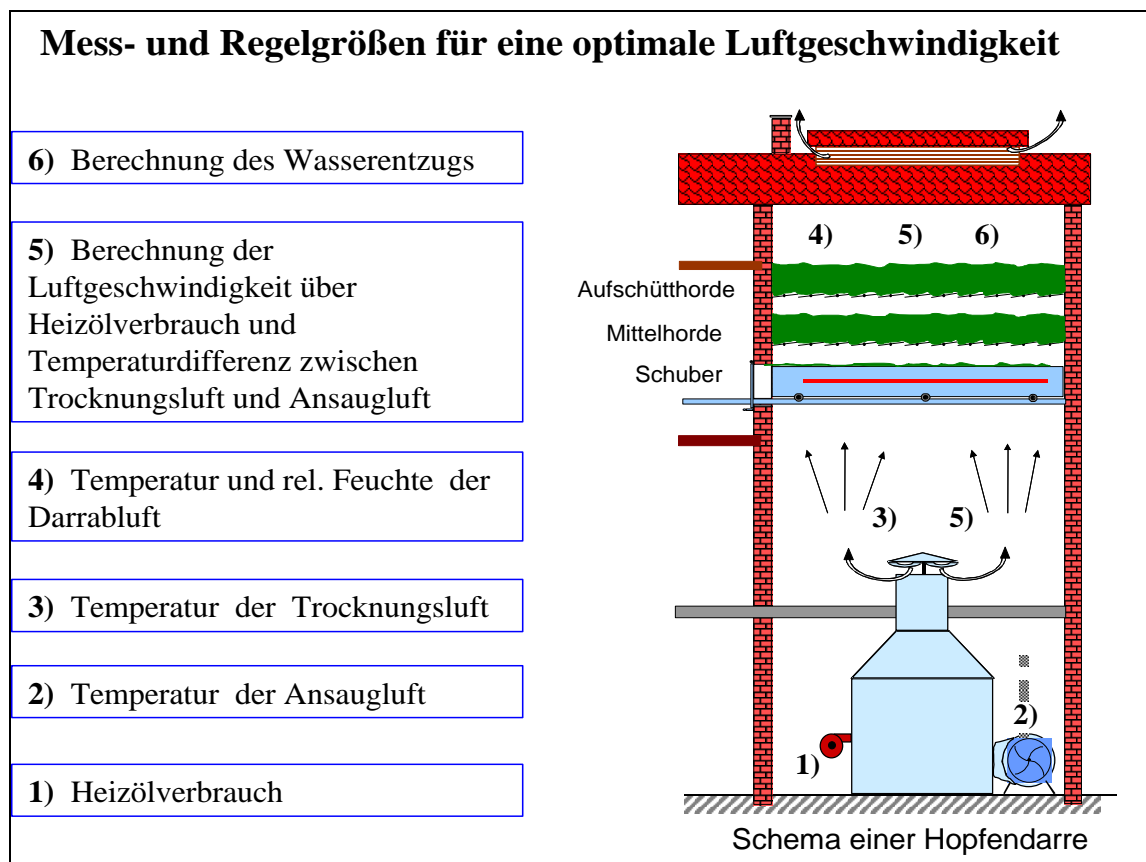 Mess- und Regelgrößen für eine optimale Luftgeschwindigkeit
6) Berechnung des Wasserentzugs
5) Berechnung der
Luftgeschwindigkeit über
Heizölverbrauch und
Temperaturdifferenz zwischen
Trocknungsluft und Ansaugluft
4) Temperatur und rel. Feuchte der
Darrabluft
3) Temperatur der Trocknungsluft
2) Temperatur der Ansaugluft
1) Heizölverbrauch
4) 5) 6)
Aufschütthorde
Mittelhorde
Schuber
3) 5)
2)
1)
Schema einer Hopfendarre